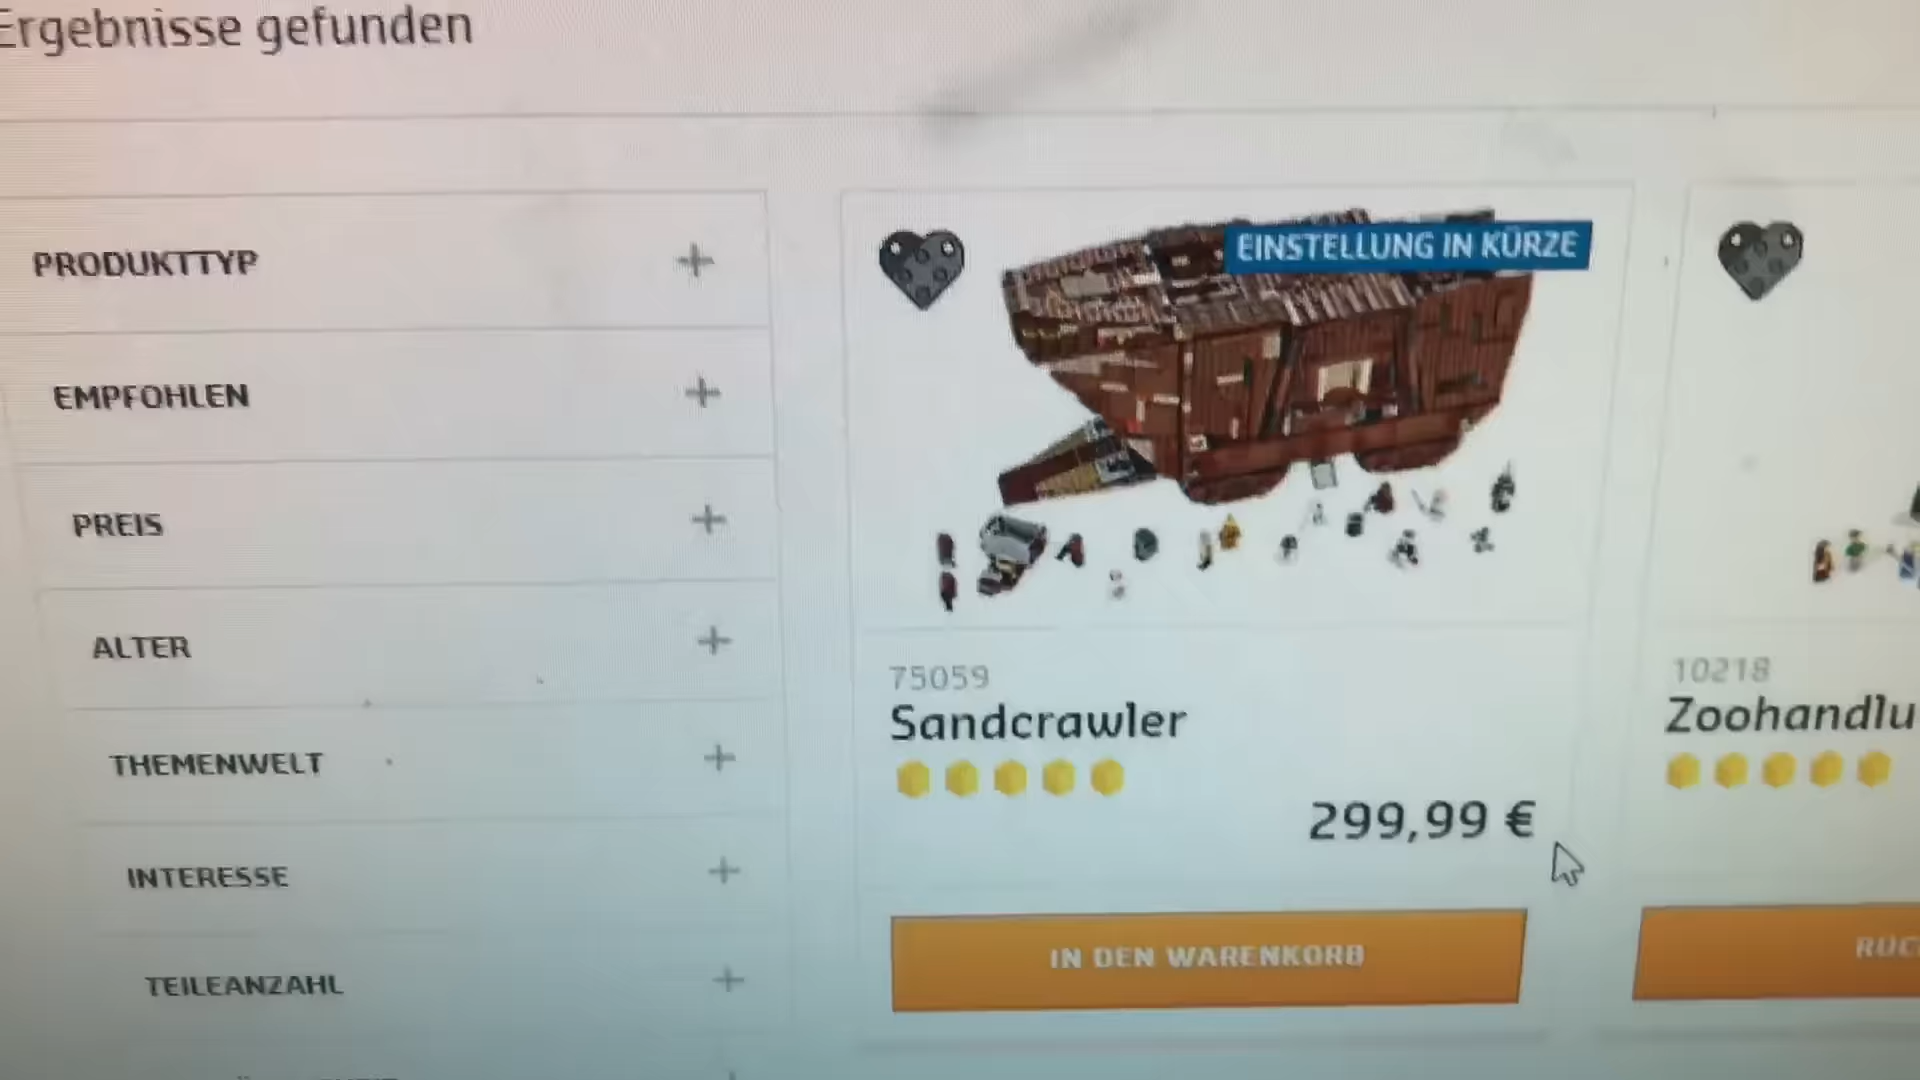 Ergebnisse gefunden
PRODUKTTYP
EMPFOHLEN
PREIS
ALTER
THEMENWELT
INTERESSE
TEILEANZAHL
EINSTELLUNG IN KÜRZE
75059
Sandcrawler
299,99 €
IN DEN WARENKORB
10218
Zoohandlu
RÜC